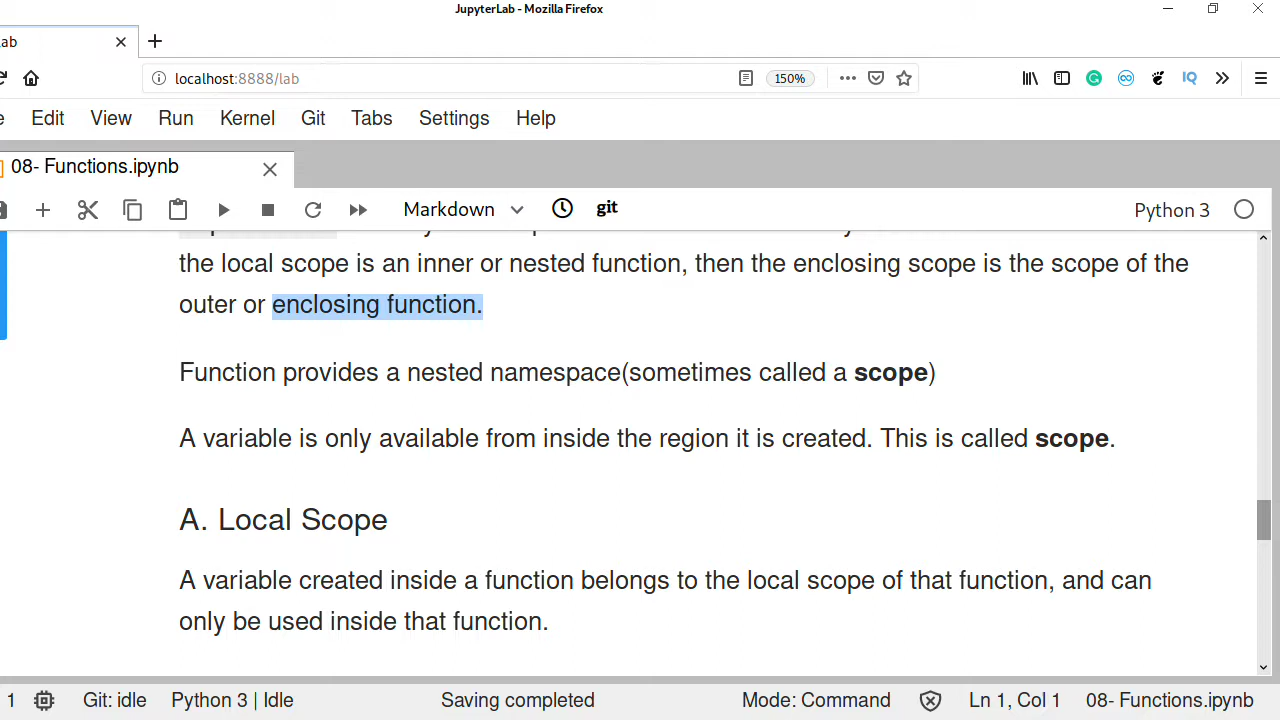 JupyterLab - Mozilla Firefox
ab
localhost:8888/lab
150%
IQ
e Edit View Run Kernel Git Tabs Settings Help
08- Functions.ipynb
Markdown
git
Python 3
the local scope is an inner or nested function, then the enclosing scope is the scope of the
outer or enclosing function.
Function provides a nested namespace(sometimes called a scope)
A variable is only available from inside the region it is created. This is called scope.
A. Local Scope
A variable created inside a function belongs to the local scope of that function, and can
only be used inside that function.
1 Git: idle Python 3 | Idle Saving completed Mode: Command Ln 1, Col 1 08- Functions.ipynb